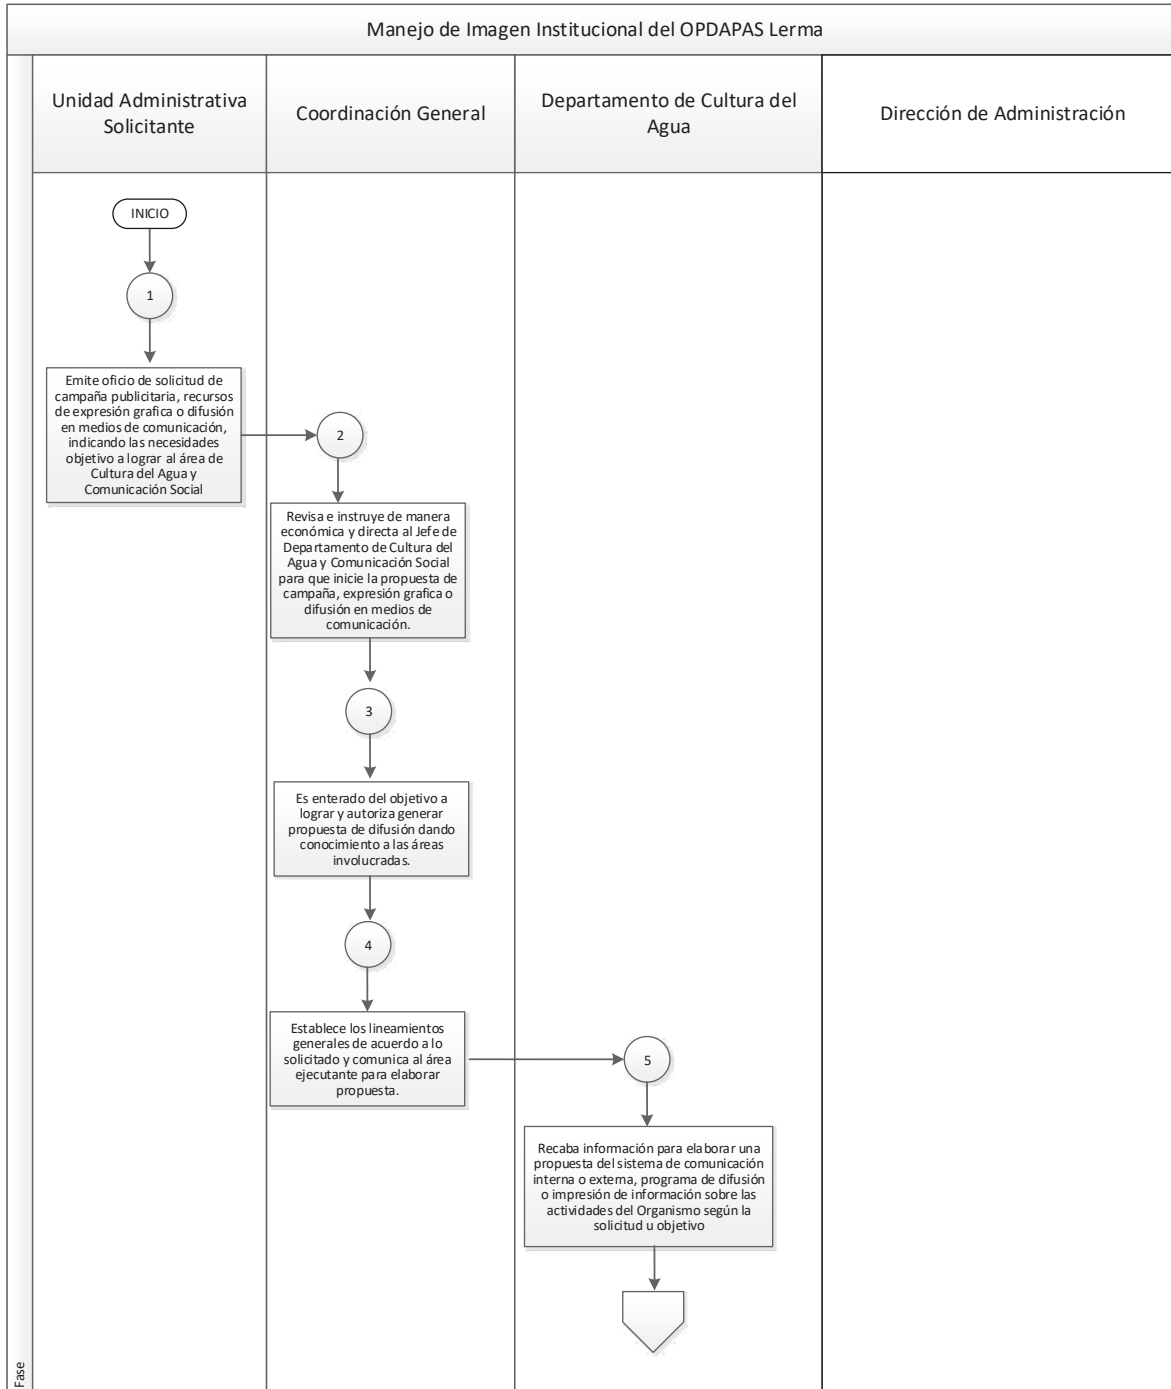 Manejo de Imagen Institucional del OPDAPAS Lerma
Unidad Administrativa
Solicitante
Coordinación General
Departamento de Cultura del
Agua
Dirección de Administración
INICIO
1
Emite oficio de solicitud de
campaña publicitaria, recursos
de expresión grafica o difusión
en medios de comunicación,
indicando las necesidades
objetivo a lograr al área de
Cultura del Agua y
Comunicación Social
2
Revisa e instruye de manera
económica y directa al Jefe de
Departamento de Cultura del
Agua y Comunicación Social
para que inicie la propuesta de
campaña, expresión grafica o
difusión en medios de
comunicación.
3
Es enterado del objetivo a
lograr y autoriza generar
propuesta de difusión dando
conocimiento a las áreas
involucradas.
4
Establece los lineamientos
generales de acuerdo a lo
solicitado y comunica al área
ejecutante para elaborar
propuesta.
5
Recaba información para elaborar una
propuesta del sistema de comunicación
interna o externa, programa de difusión
o impresión de información sobre las
actividades del Organismo según la
solicitud u objetivo
Fase